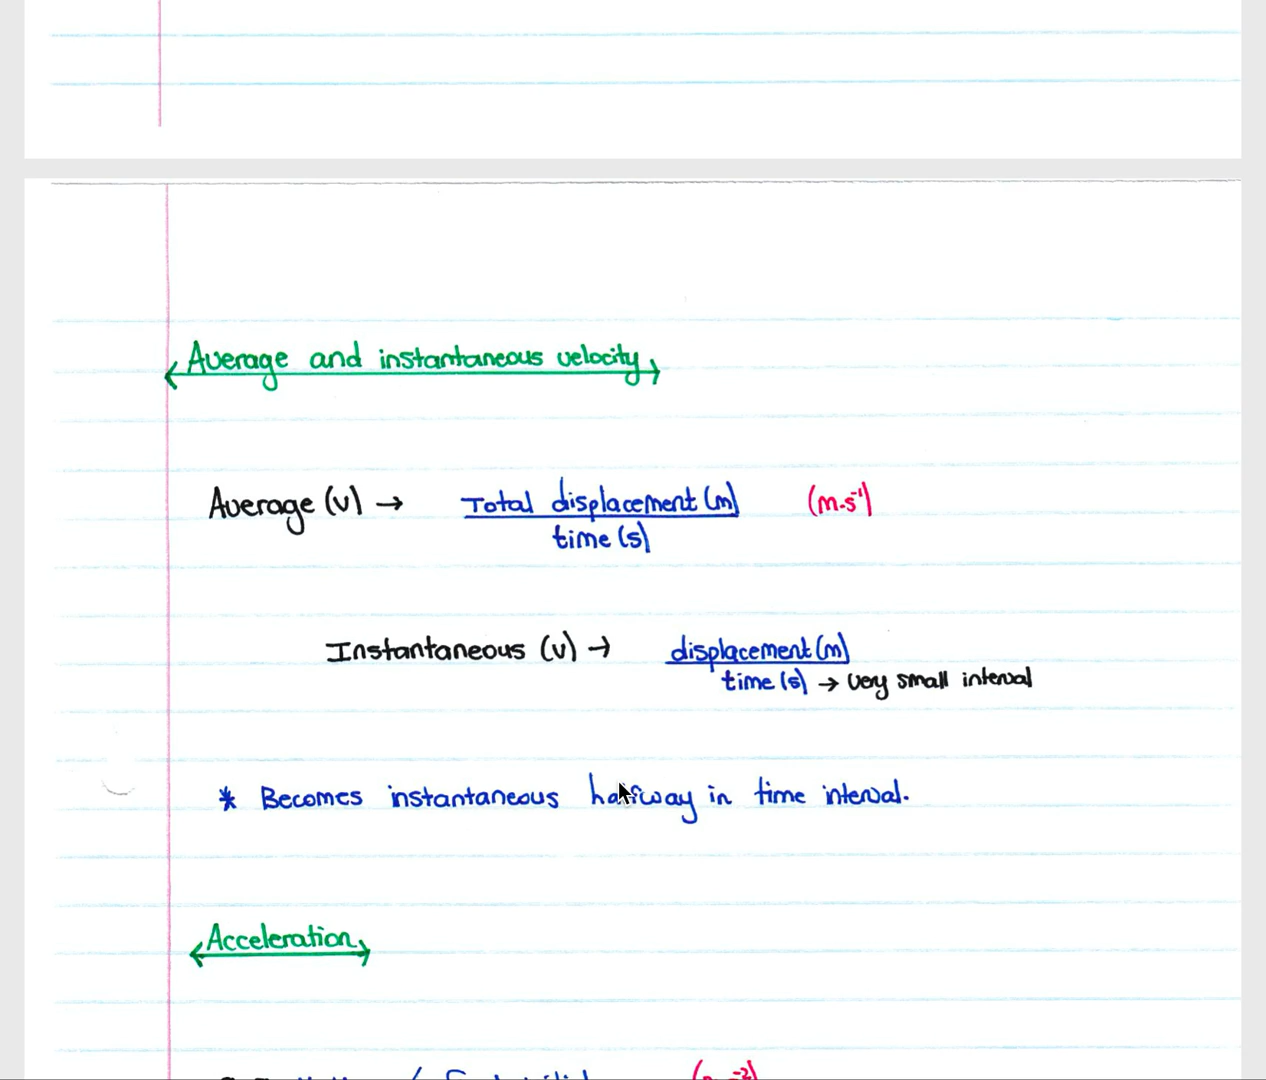 Average and instantaneous velocity
Average (v) → Total displacement (m) (m.s⁻¹)
time (s)
Instantaneous (v) → displacement (m)
time (s) → very small interval
* Becomes instantaneous halfway in time interval.
Acceleration